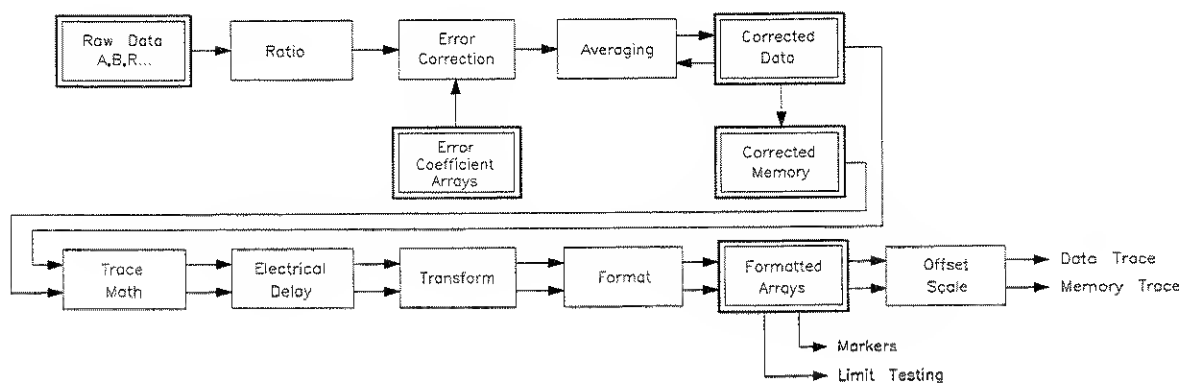 Raw Data
A,B,R...
Ratio
Error
Correction
Averaging
Corrected
Data
Error
Coefficient
Arrays
Corrected
Memory
Trace
Math
Electrical
Delay
Transform
Format
Formatted
Arrays
Offset
Scale
Data Trace
Memory Trace
Markers
Limit Testing